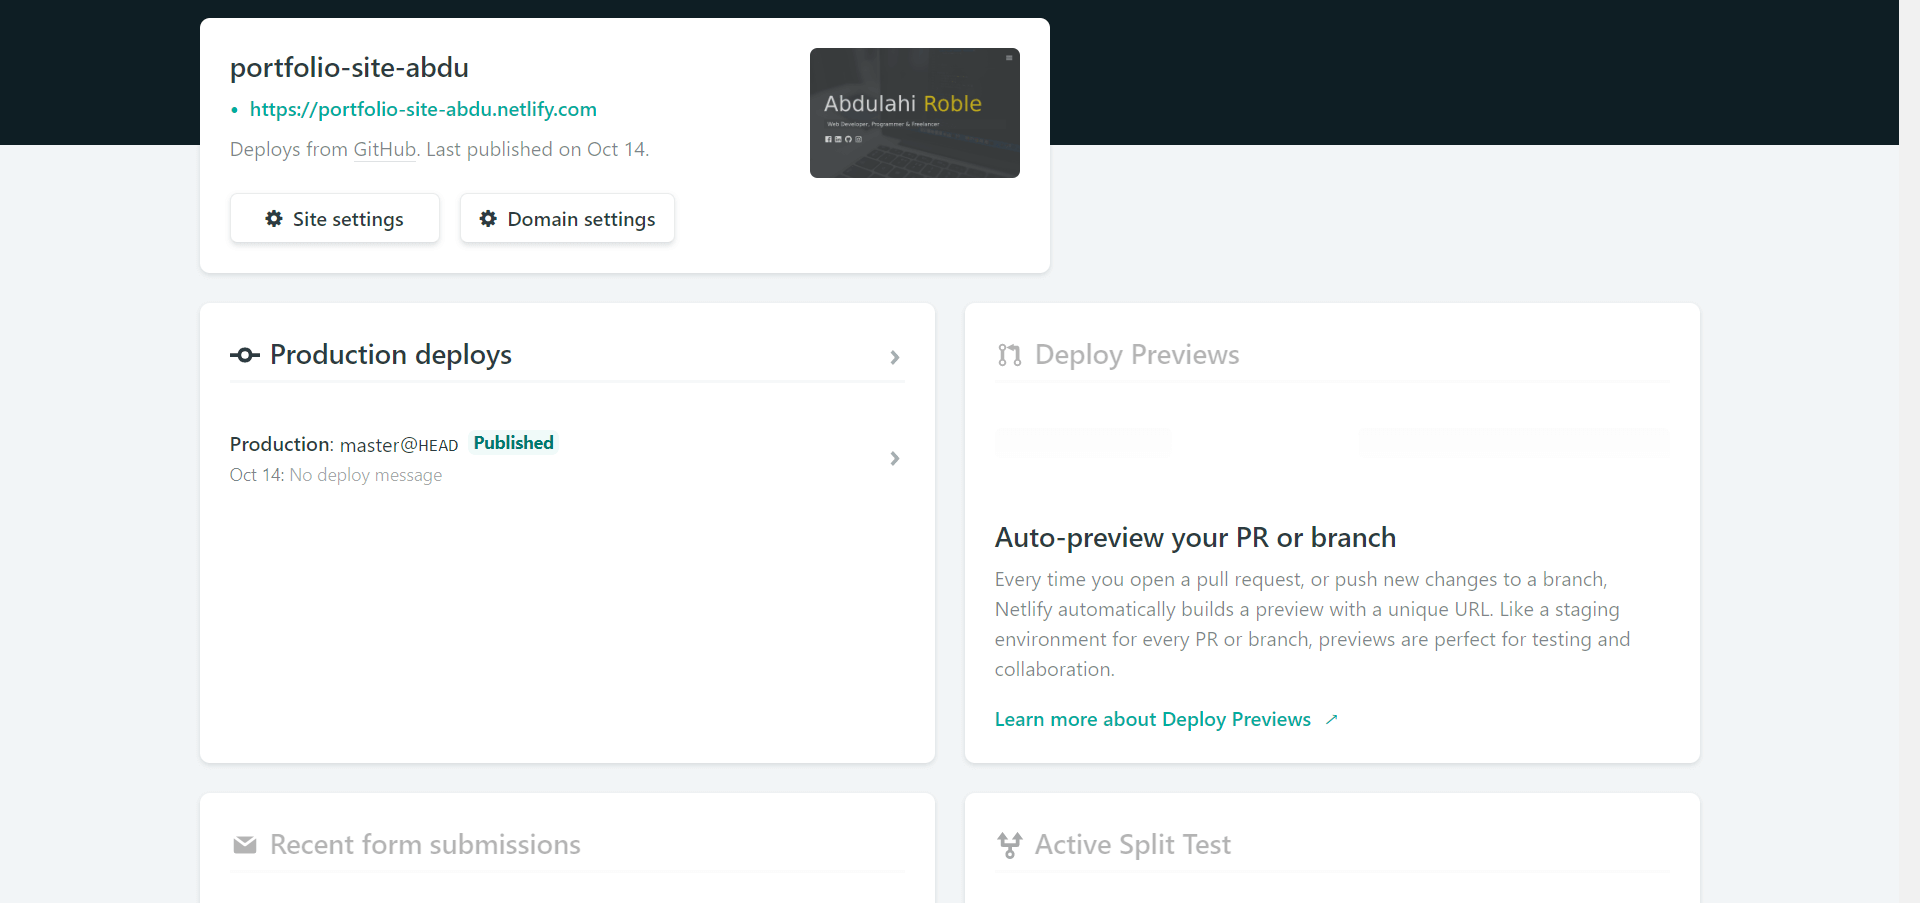 portfolio-site-abdu
• https://portfolio-site-abdu.netlify.com
Deploys from GitHub. Last published on Oct 14.
Abdulahi Roble
Web Developer, Programmer & Freelancer
Site settings
Domain settings
Production deploys
Production: master@HEAD Published
Oct 14: No deploy message
Deploy Previews
Auto-preview your PR or branch
Every time you open a pull request, or push new changes to a branch,
Netlify automatically builds a preview with a unique URL. Like a staging
environment for every PR or branch, previews are perfect for testing and
collaboration.
Learn more about Deploy Previews
Recent form submissions
Active Split Test